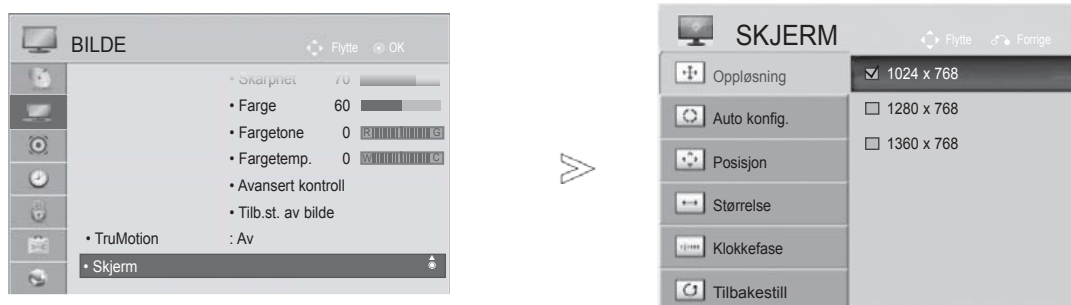 BILDE
Flytte OK
• Skarphet 70
• Farge 60
• Fargetone 0 R G
• Fargetemp. 0 W C
• Avansert kontroll
• Tilb.st. av bilde
• TruMotion : Av
• Skjerm
SKJERM
Flytte Forrige
Oppløsning
Auto konfig.
Posisjon
Størrelse
Klokkefase
Tilbakestill
1024 x 768
1280 x 768
1360 x 768